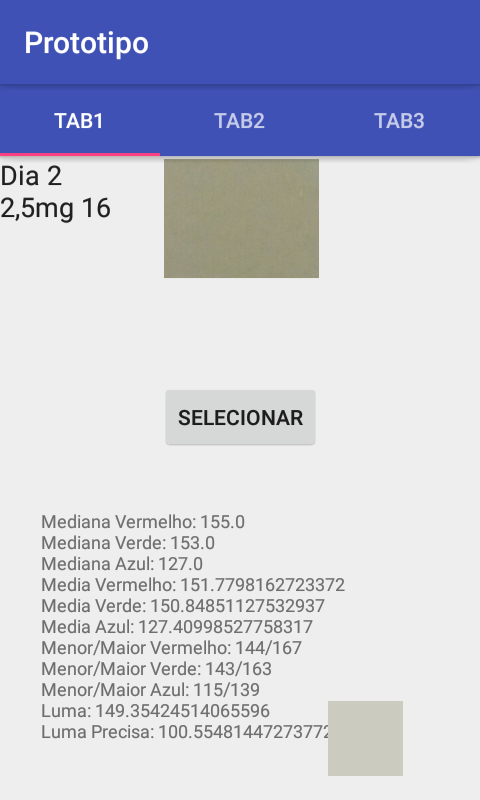 Prototipo
TAB1 TAB2 TAB3
Dia 2
2,5mg 16
SELECIONAR
Mediana Vermelho: 155.0
Mediana Verde: 153.0
Mediana Azul: 127.0
Media Vermelho: 151.7798162723372
Media Verde: 150.84851127532937
Media Azul: 127.40998527758317
Menor/Maior Vermelho: 144/167
Menor/Maior Verde: 143/163
Menor/Maior Azul: 115/139
Luma: 149.35424514065596
Luma Precisa: 100.55481447273772